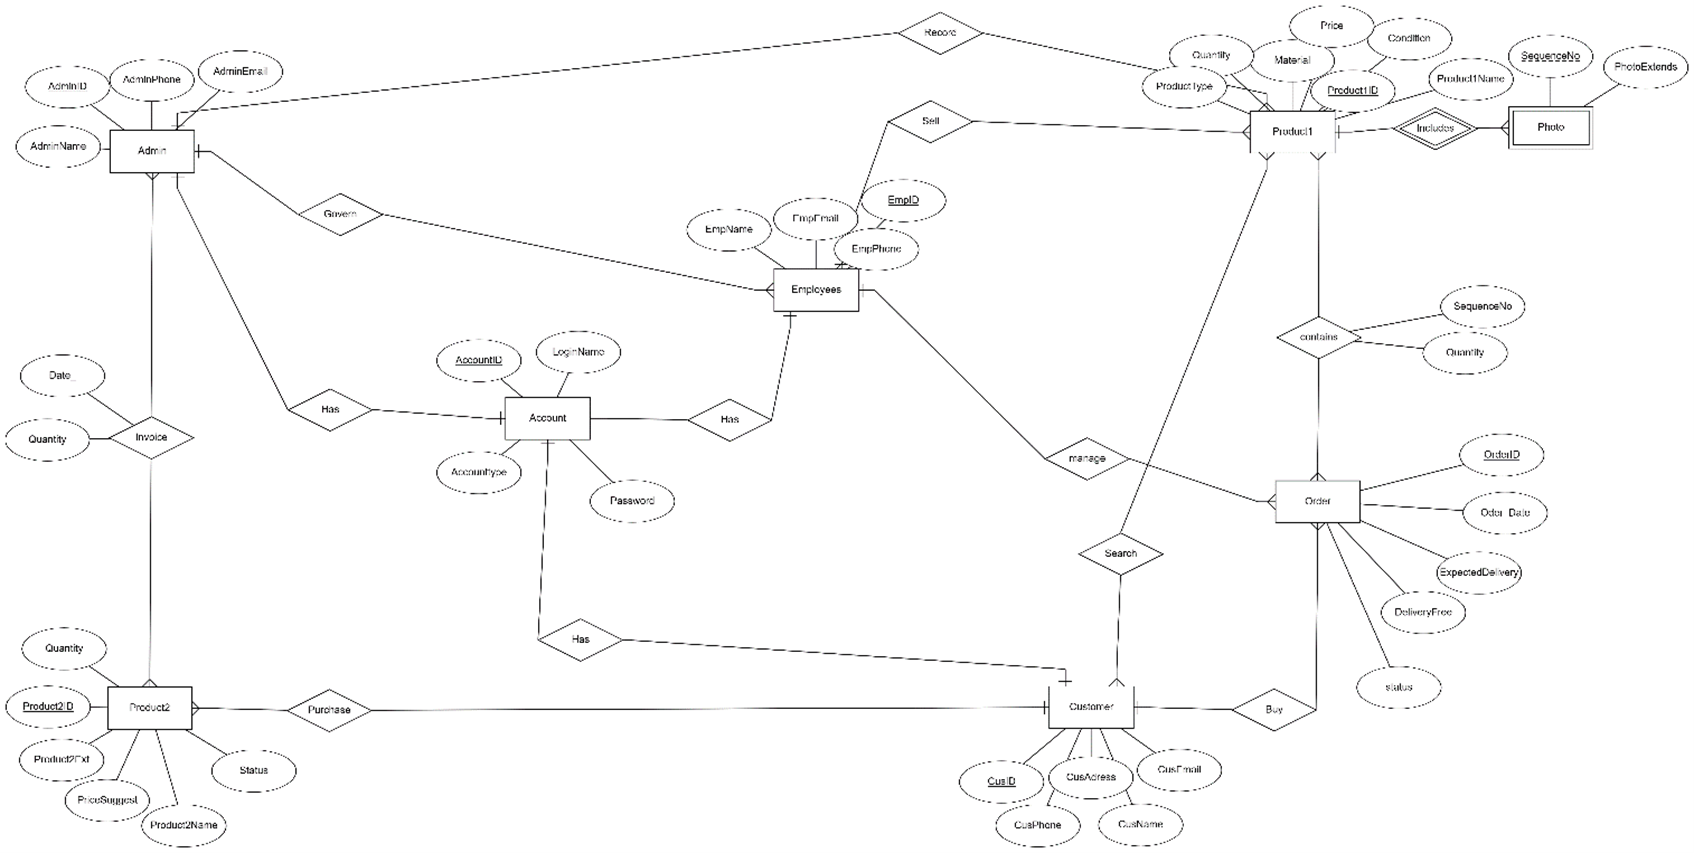 Record
Price
Condition
Quantity
Material
SequenceNo
PhotoExtends
AdminPhone
AdminEmail
AdminID
ProductType
Product1ID
Product1Name
Sell
Product1
Includes
Photo
AdminName
Admin
Govern
EmpID
EmpName
EmpEmail
EmpPhone
Employees
SequenceNo
contains
Quantity
AccountID
LoginName
Date_
Has
Account
Has
Invoice
Quantity
manage
OrderID
Accounttype
Password
Order
Oder_Date
Search
ExpectedDelivery
DeliveryFree
Quantity
Has
status
Product2ID
Product2
Purchase
Customer
Buy
Product2Ext
Status
PriceSuggest
Product2Name
CusID
CusAdress
CusEmail
CusPhone
CusName